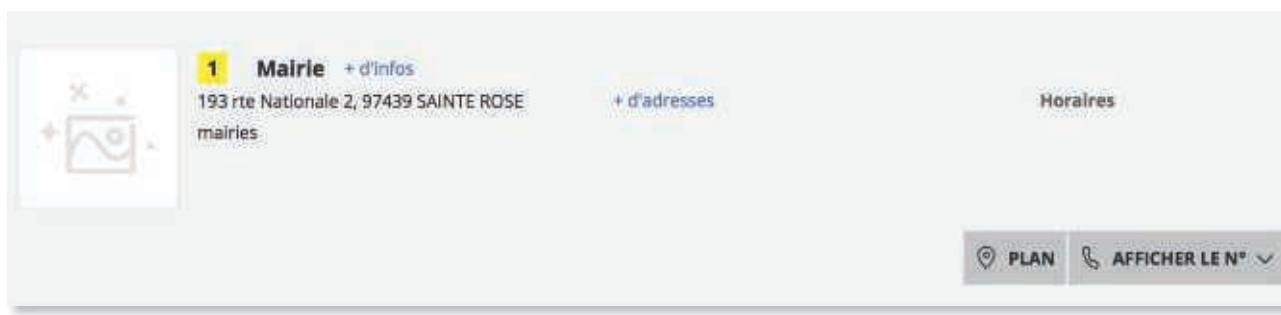 1 Mairie + d'infos
193 rte Nationale 2, 97439 SAINTE ROSE + d'adresses Horaires
mairies
PLAN AFFICHER LE N°